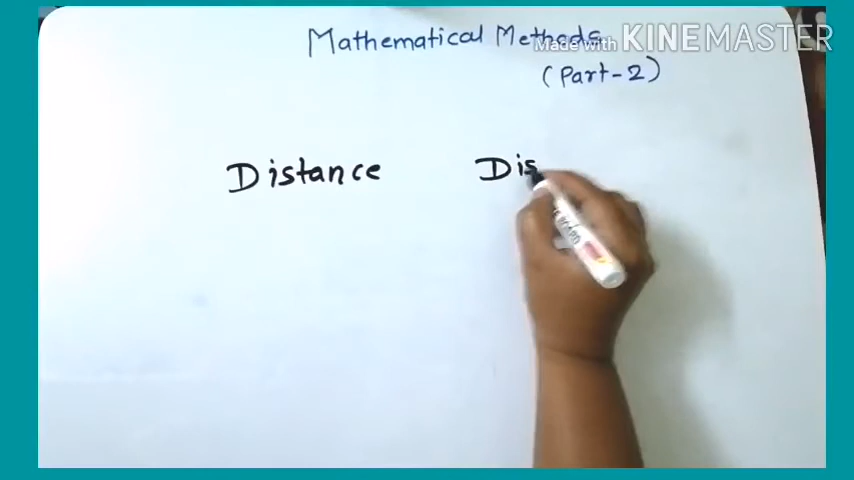 Mathematical Methods
Made with KINEMASTER
(Part-2)
Distance Dis